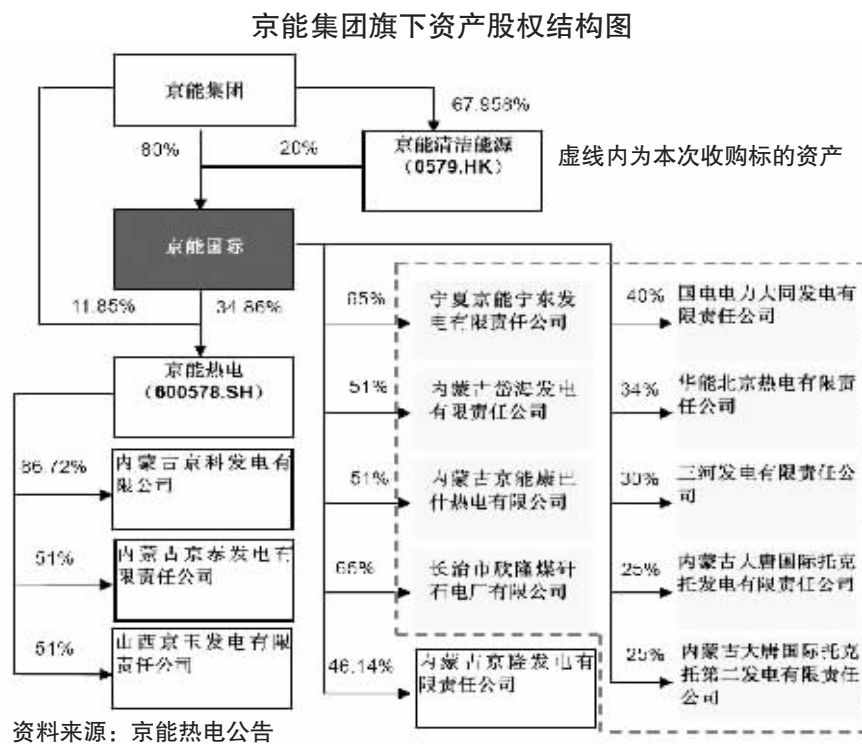 京能集团旗下资产股权结构图
京能集团
67.958%
80%
20%
京能清洁能源
(0579.HK)
虚线内为本次收购标的资产
京能国际
11.85%
34.86%
京能热电
(600578.SH)
86.72%
内蒙古京科发电有
限公司
51%
内蒙古京泰发电有
限责任公司
51%
山西京玉发电有限
责任公司
65%
宁夏京能宁东发
电有限责任公司
51%
内蒙古岱海发电
有限责任公司
51%
内蒙古京能康巴
什热电有限公司
65%
长治市欣隆煤矸
石电厂有限公司
46.14%
内蒙古京隆发电有
限责任公司
40%
国电电力大同发电有
限责任公司
34%
华能北京热电有限责
任公司
30%
三河发电有限责任公
司
25%
内蒙古大唐国际托克
托发电有限责任公司
25%
内蒙古大唐国际托克
托第二发电有限责任
公司
资料来源：京能热电公告